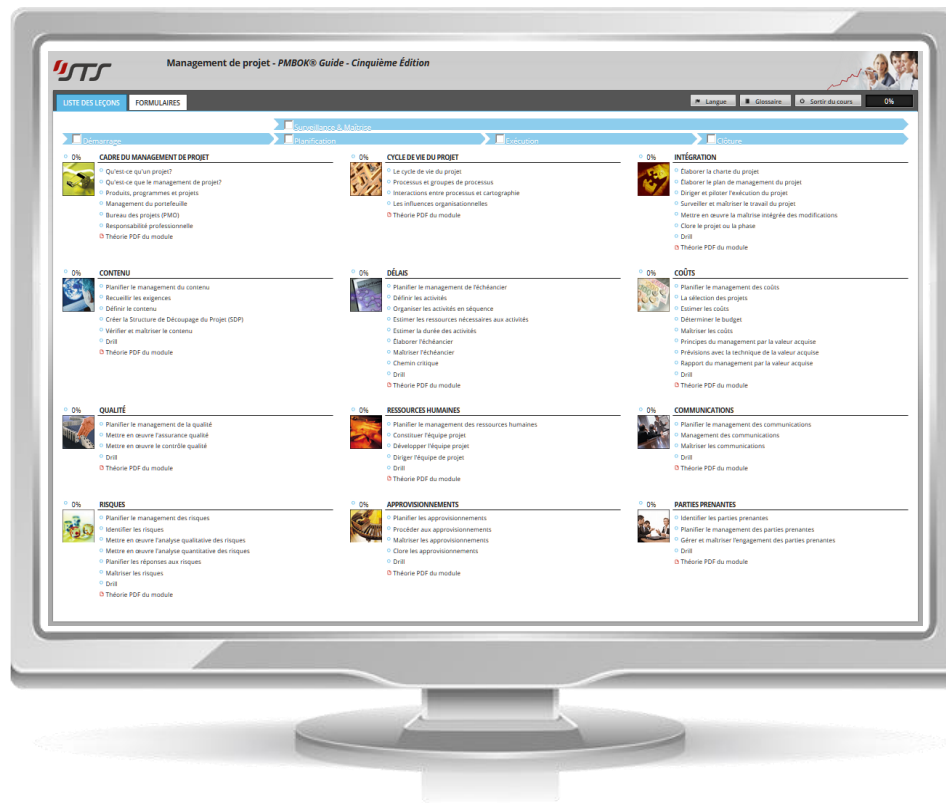 STS
Management de projet - PMBOK® Guide - Cinquième Édition
LISTE DES LEÇONS
FORMULAIRES
Langue
Glossaire
Sortir du cours
0%
Surveillance & Maîtrise
Démarrage
Planification
Exécution
Clôture
0%
CADRE DU MANAGEMENT DE PROJET
Qu'est-ce qu'un projet?
Qu'est-ce que le management de projet?
Produits, programmes et projets
Management du portefeuille
Bureau des projets (PMO)
Responsabilité professionnelle
Théorie PDF du module
0%
CYCLE DE VIE DU PROJET
Le cycle de vie du projet
Processus et groupes de processus
Interactions entre processus et cartographie
Les influences organisationnelles
Théorie PDF du module
0%
INTÉGRATION
Élaborer la charte du projet
Élaborer le plan de management du projet
Diriger et piloter l'exécution du projet
Surveiller et maîtriser le travail du projet
Mettre en œuvre la maîtrise intégrée des modifications
Clore le projet ou la phase
Drill
Théorie PDF du module
0%
CONTENU
Planifier le management du contenu
Recueillir les exigences
Définir le contenu
Créer la Structure de Découpage du Projet (SDP)
Vérifier et maîtriser le contenu
Drill
Théorie PDF du module
0%
DÉLAIS
Planifier le management de l'échéancier
Définir les activités
Organiser les activités en séquence
Estimer les ressources nécessaires aux activités
Estimer la durée des activités
Élaborer l'échéancier
Maîtriser l'échéancier
Chemin critique
Drill
Théorie PDF du module
0%
COÛTS
Planifier le management des coûts
La sélection des projets
Estimer les coûts
Déterminer le budget
Maîtriser les coûts
Principes du management par la valeur acquise
Prévisions avec la technique de la valeur acquise
Rapport du management par la valeur acquise
Drill
Théorie PDF du module
0%
QUALITÉ
Planifier le management de la qualité
Mettre en œuvre l'assurance qualité
Mettre en œuvre le contrôle qualité
Drill
Théorie PDF du module
0%
RESSOURCES HUMAINES
Planifier le management des ressources humaines
Constituer l'équipe projet
Développer l'équipe projet
Diriger l'équipe de projet
Drill
Théorie PDF du module
0%
COMMUNICATIONS
Planifier le management des communications
Management des communications
Maîtriser les communications
Drill
Théorie PDF du module
0%
RISQUES
Planifier le management des risques
Identifier les risques
Mettre en œuvre l'analyse qualitative des risques
Mettre en œuvre l'analyse quantitative des risques
Planifier les réponses aux risques
Maîtriser les risques
Drill
Théorie PDF du module
0%
APPROVISIONNEMENTS
Planifier les approvisionnements
Procéder aux approvisionnements
Maîtriser les approvisionnements
Clore les approvisionnements
Drill
Théorie PDF du module
0%
PARTIES PRENANTES
Identifier les parties prenantes
Planifier le management des parties prenantes
Gérer et maîtriser l'engagement des parties prenantes
Drill
Théorie PDF du module